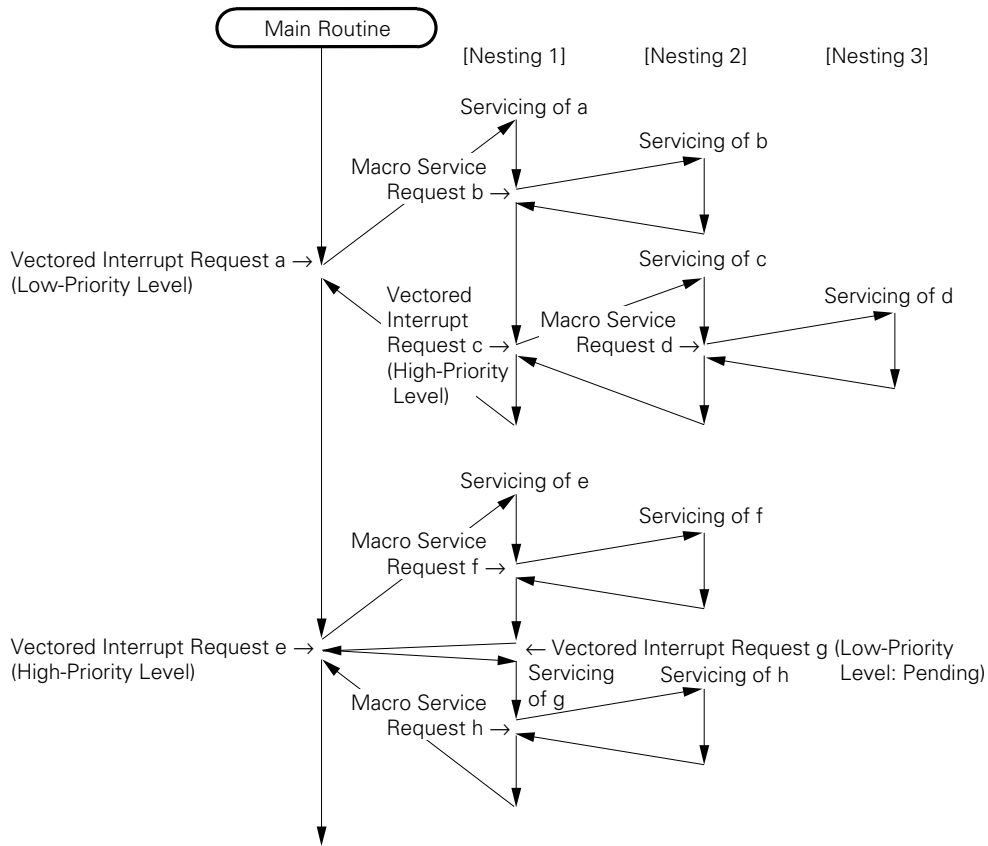 Main Routine
[Nesting 1] [Nesting 2] [Nesting 3]
Servicing of a
Servicing of b
Macro Service
Request b →
Vectored Interrupt Request a →
(Low-Priority Level)
Servicing of c
Vectored
Interrupt
Request c →
(High-Priority
Level)
Macro Service
Request d →
Servicing of d
Servicing of e
Servicing of f
Macro Service
Request f →
Vectored Interrupt Request e →
(High-Priority Level)
← Vectored Interrupt Request g (Low-Priority
Level: Pending)
Servicing
of g
Servicing of h
Macro Service
Request h →